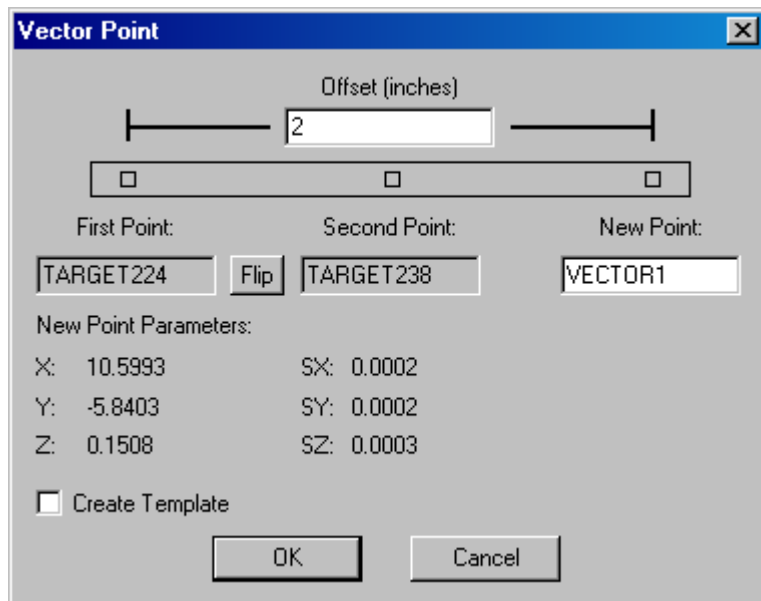 Vector Point
Offset (inches)
2
First Point: Second Point: New Point:
TARGET224 Flip TARGET238 VECTOR1
New Point Parameters:
X: 10.5993 SX: 0.0002
Y: -5.8403 SY: 0.0002
Z: 0.1508 SZ: 0.0003
Create Template
OK Cancel